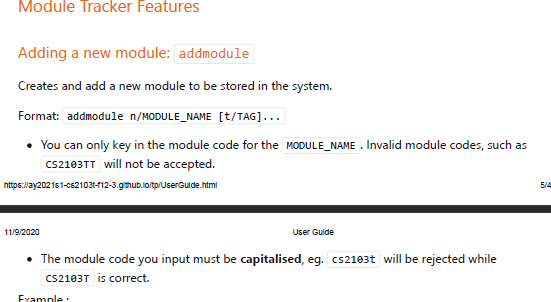 Module Tracker Features
Adding a new module: addmodule
Creates and add a new module to be stored in the system.
Format: addmodule n/MODULE_NAME [t/TAG]...
• You can only key in the module code for the MODULE_NAME . Invalid module codes, such as
CS2103TT will not be accepted.
https://ay2021s1-cs2103t-f12-3.github.io/tp/UserGuide.html 5/4
11/9/2020 User Guide
• The module code you input must be capitalised, eg. cs2103t will be rejected while
CS2103T is correct.
Example :